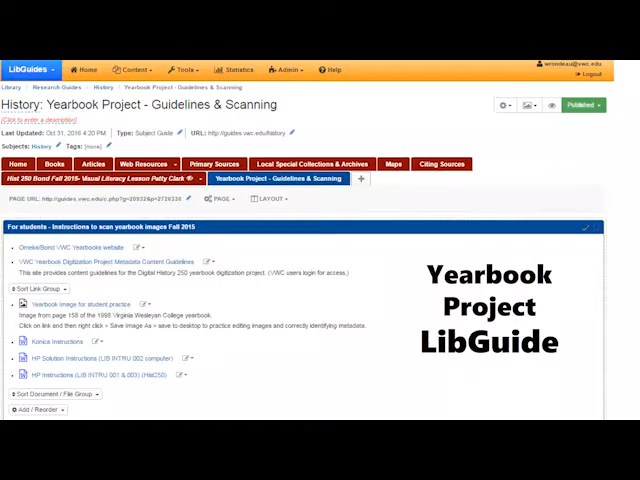 wrondeau@vwc.edu
LibGuides Home Content Tools Statistics Admin Help Logout
Library Research Guides History Yearbook Project - Guidelines & Scanning
History: Yearbook Project - Guidelines & Scanning
Published
[Click to enter a description]
Last Updated: Oct 31, 2016 4:20 PM Type: Subject Guide URL: http://guides.vwc.edu/history
Subjects: History Tags: [none]
Home Books Articles Web Resources Primary Sources Local Special Collections & Archives Maps Citing Sources
Hist 250 Bond Fall 2015- Visual Literacy Lesson Patty Clark Yearbook Project - Guidelines & Scanning +
PAGE URL: http://guides.vwc.edu/c.php?g=20932&p=2726336 PAGE LAYOUT
For students - Instructions to scan yearbook images Fall 2015
Omeka/Bond VWC Yearbooks website
VWC Yearbook Digitization Project Metadata Content Guidelines
This site provides content guidelines for the Digital History 250 yearbook digitization project. (VWC users login for access.)
Sort Link Group
Yearbook Image for student practice
Image from page 158 of the 1998 Virginia Wesleyan College yearbook.
Click on link and then right click > Save Image As > save to desktop to practice editing images and correctly identifying metadata.
Konica Instructions
HP Solution Instructions (LIB INTRU 002 computer)
HP Instructions (LIB INTRU 001 & 003) (Hist250)
Sort Document / File Group
Add / Reorder
Yearbook
Project
LibGuide